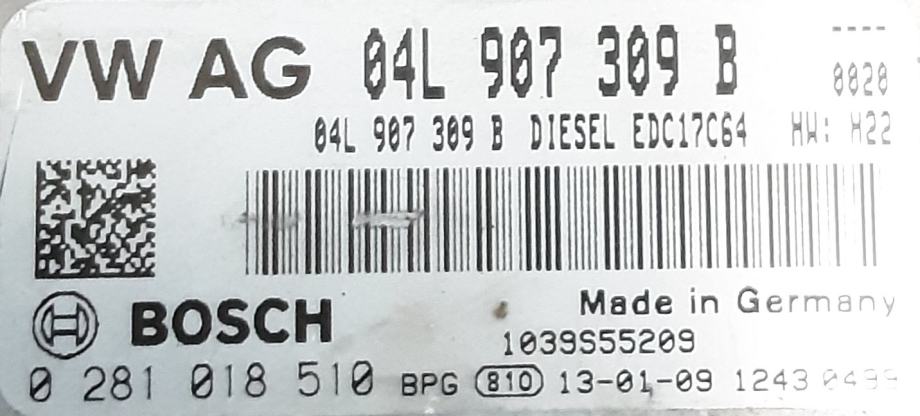 VW AG 04L 907 309 B ----
0020
04L 907 309 B DIESEL EDC17C64 HW: H22
BOSCH
Made in Germany
1039S55209
0 281 018 510 BPG 810 13-01-09 1243